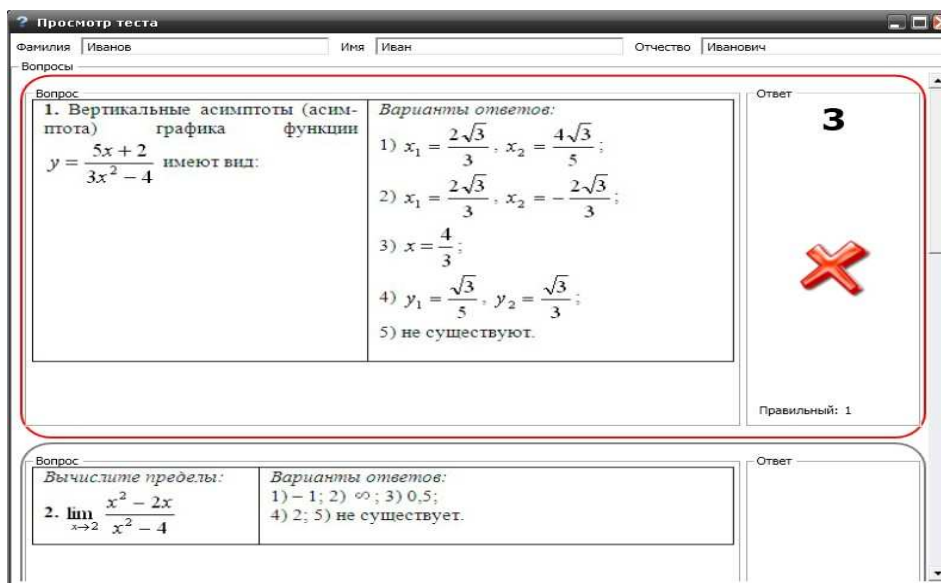 Просмотр теста
Фамилия Иванов Имя Иван Отчество Иванович
Вопросы
Вопрос
1. Вертикальные асимптоты (асим-
птота) графика функции
y = (5x + 2)/(3x² − 4) имеют вид:
Варианты ответов:
1) x₁ = 2√3/3, x₂ = 4√3/5;
2) x₁ = 2√3/3, x₂ = −2√3/3;
3) x = 4/3;
4) y₁ = √3/5, y₂ = √3/3;
5) не существуют.
Ответ
3
Правильный: 1
Вопрос
Вычислите пределы:
2. lim x→2 (x² − 2x)/(x² − 4)
Варианты ответов:
1) – 1; 2) ∞; 3) 0,5;
4) 2; 5) не существует.
Ответ